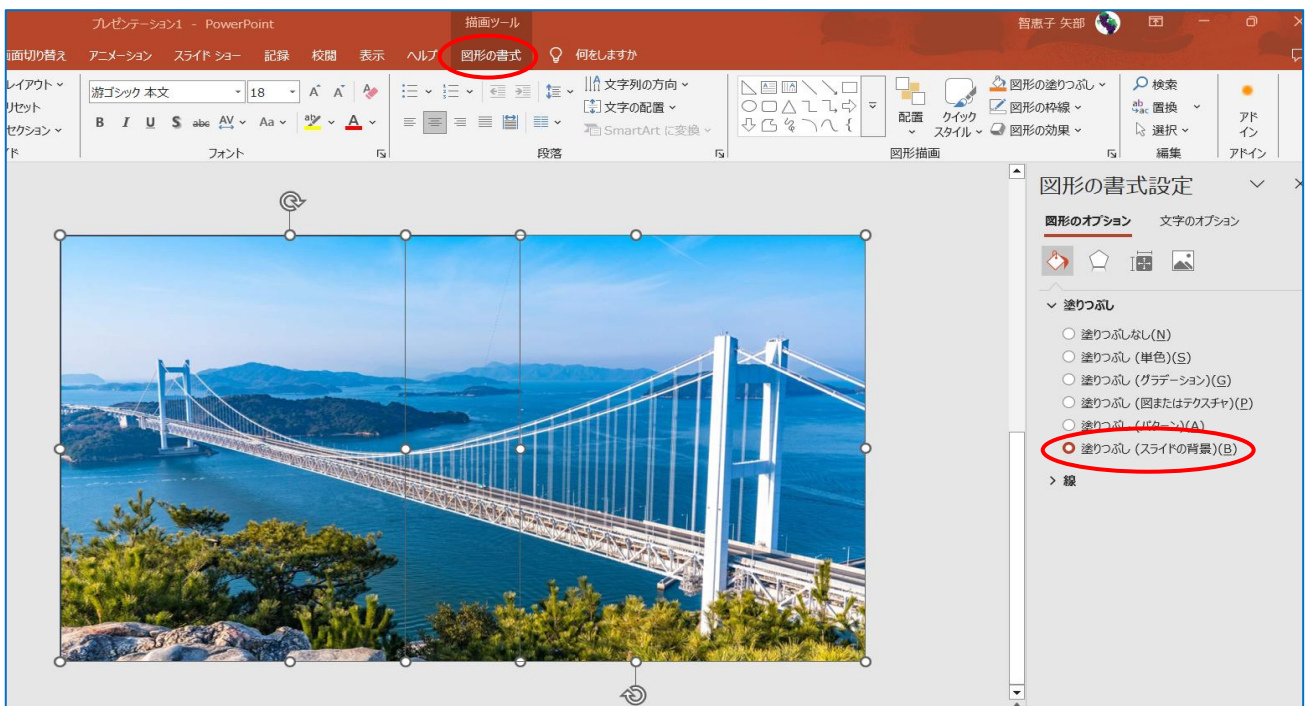 プレゼンテーション1 - PowerPoint
描画ツール
智恵子 矢部
画面切り替え アニメーション スライド ショー 記録 校閲 表示 ヘルプ 図形の書式 何をしますか
レイアウト
リセット
セクション
游ゴシック 本文 18 A A
B I U S abc AV Aa aby A
フォント
文字列の方向
文字の配置
SmartArt に変換
段落
配置
クイック
スタイル
図形の塗りつぶし
図形の枠線
図形の効果
図形描画
検索
置換
選択
編集
アド
イン
アドイン
図形の書式設定
図形のオプション 文字のオプション
塗りつぶし
塗りつぶしなし(N)
塗りつぶし (単色)(S)
塗りつぶし (グラデーション)(G)
塗りつぶし (図またはテクスチャ)(P)
塗りつぶし (パターン)(A)
塗りつぶし (スライドの背景)(B)
線